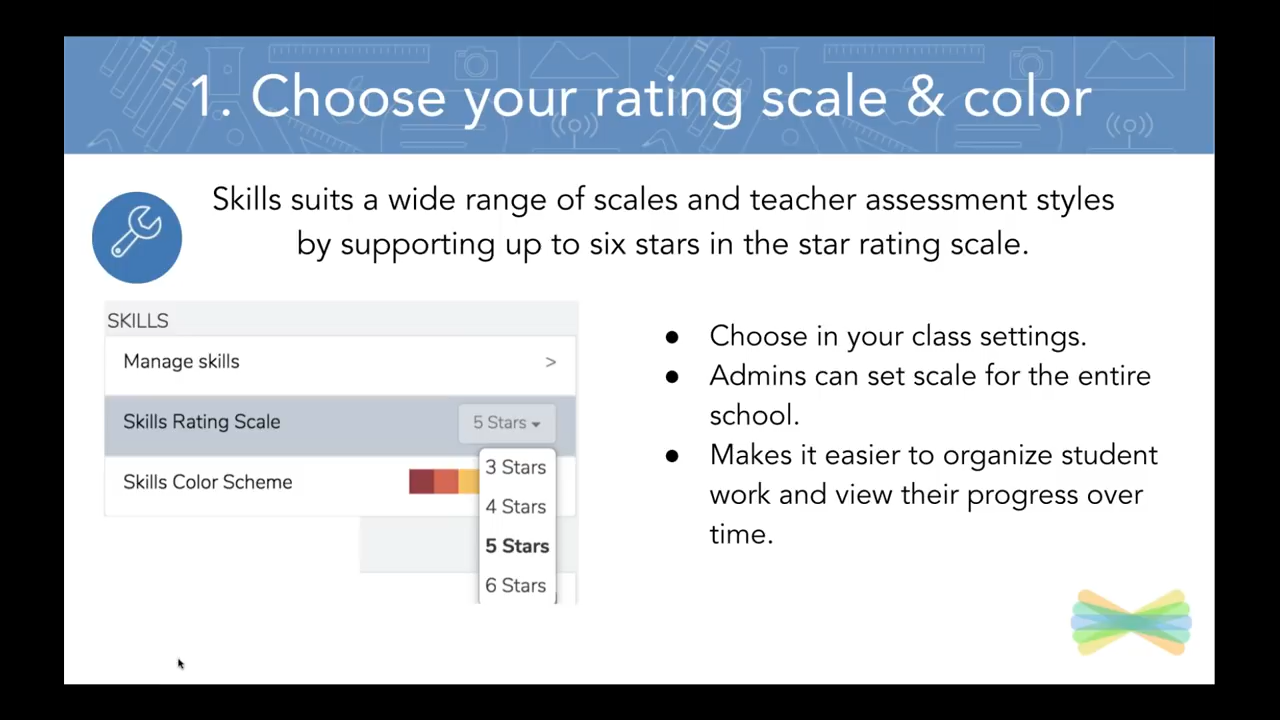 1. Choose your rating scale & color
Skills suits a wide range of scales and teacher assessment styles
by supporting up to six stars in the star rating scale.
SKILLS
Manage skills >
Skills Rating Scale 5 Stars
Skills Color Scheme
3 Stars
4 Stars
5 Stars
6 Stars
● Choose in your class settings.
● Admins can set scale for the entire
school.
● Makes it easier to organize student
work and view their progress over
time.